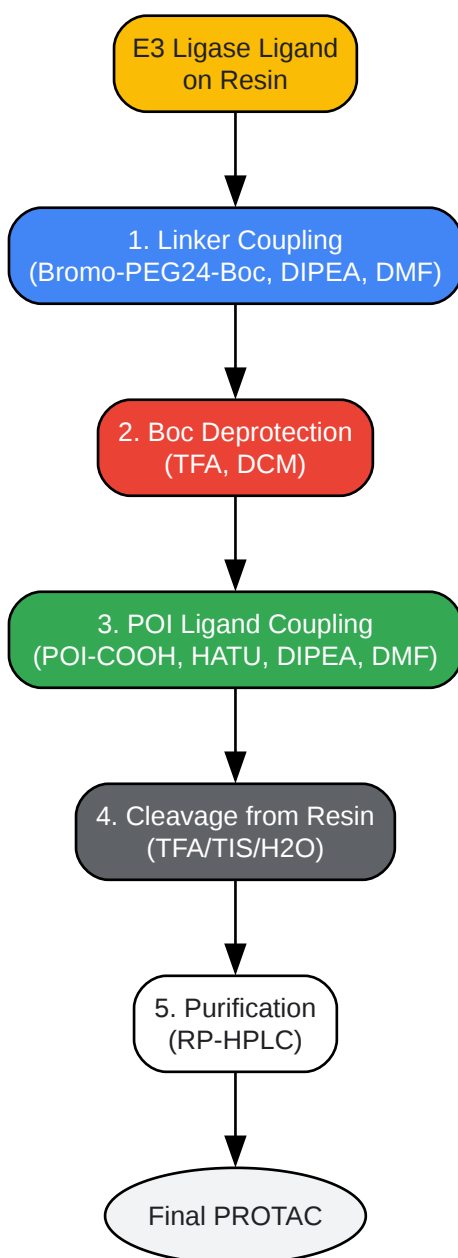 E3 Ligase Ligand
on Resin
1. Linker Coupling
(Bromo-PEG24-Boc, DIPEA, DMF)
2. Boc Deprotection
(TFA, DCM)
3. POI Ligand Coupling
(POI-COOH, HATU, DIPEA, DMF)
4. Cleavage from Resin
(TFA/TIS/H2O)
5. Purification
(RP-HPLC)
Final PROTAC